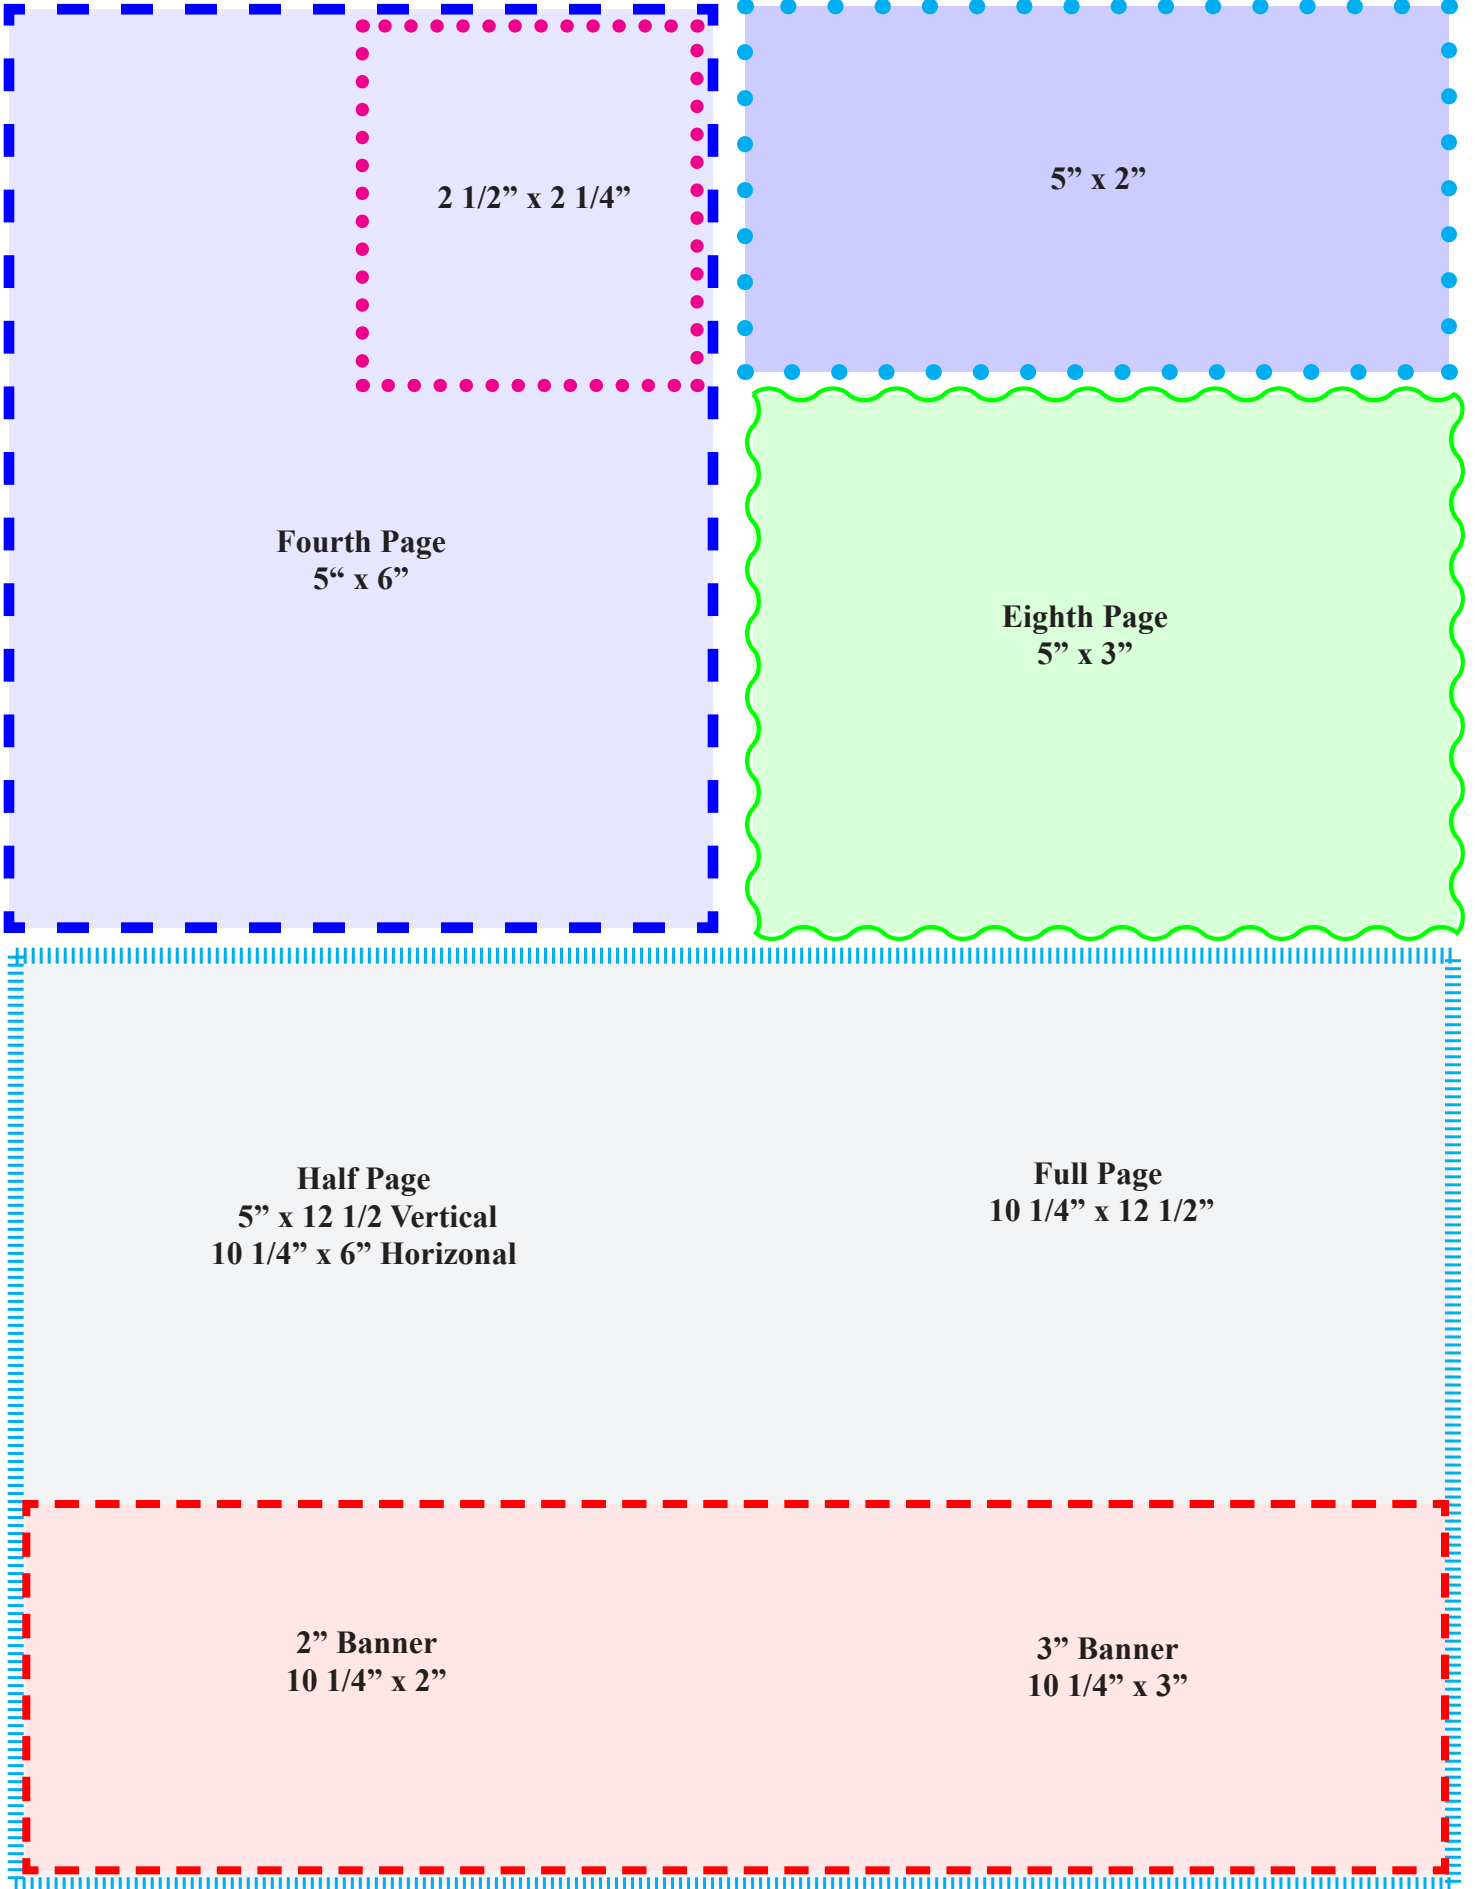 2 1/2” x 2 1/4”
5” x 2”
Fourth Page
5“ x 6”
Eighth Page
5” x 3”
Half Page
5” x 12 1/2 Vertical
10 1/4” x 6” Horizonal
Full Page
10 1/4” x 12 1/2”
2” Banner
10 1/4” x 2”
3” Banner
10 1/4” x 3”